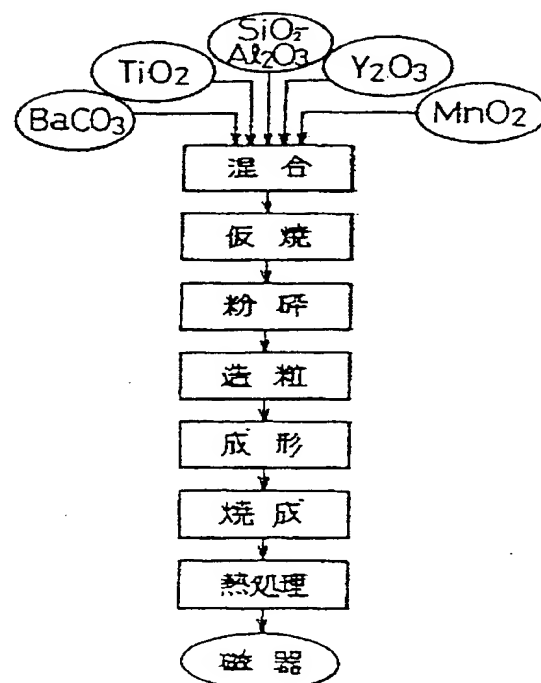 SiO₂-
Al₂O₃
TiO₂
Y₂O₃
BaCO₃
MnO₂
混合
仮焼
粉砕
造粒
成形
焼成
熱処理
磁器